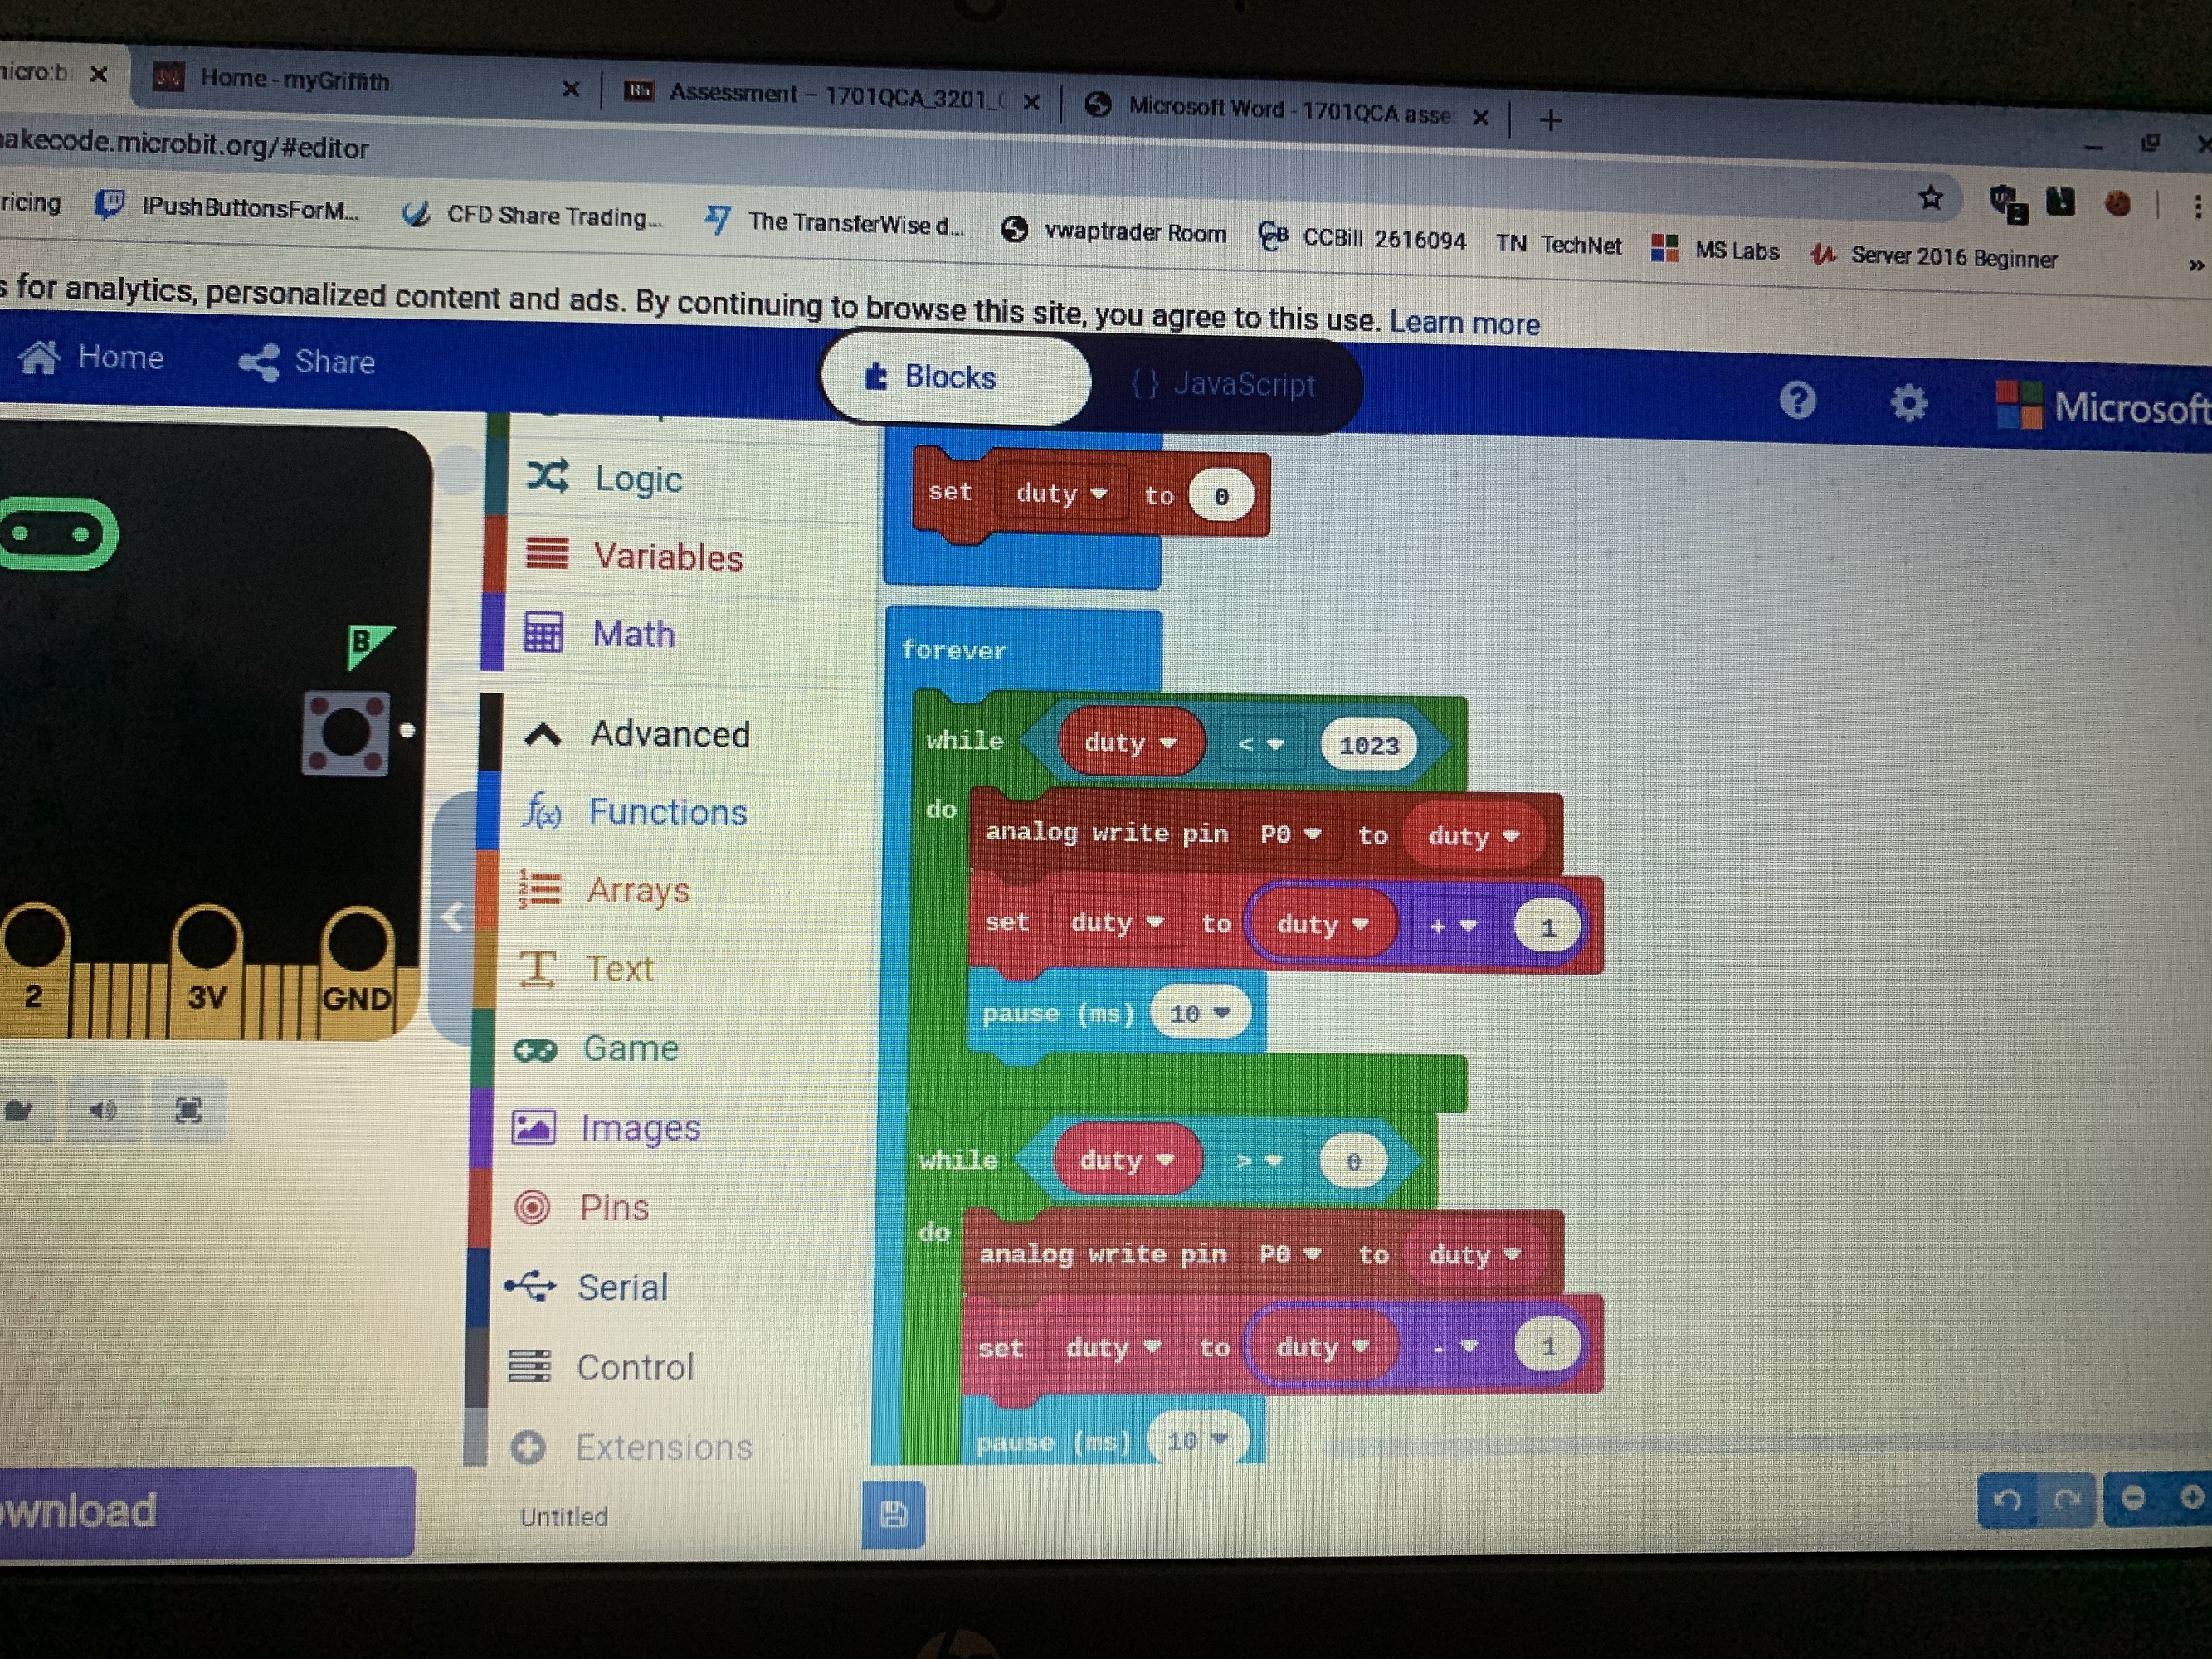 Home - myGriffith
Assessment – 1701QCA_3201_
Microsoft Word - 1701QCA asse
akecode.microbit.org/#editor
ricing
IPushButtonsForM...
CFD Share Trading...
The TransferWise d...
vwaptrader Room
CCBill 2616094
TN TechNet
MS Labs
Server 2016 Beginner
»
s for analytics, personalized content and ads. By continuing to browse this site, you agree to this use. Learn more
Home
Share
Blocks
{ } JavaScript
?
Microsoft
Logic
Variables
Math
Advanced
f(x) Functions
Arrays
Text
Game
Images
Pins
Serial
Control
Extensions
B
2
3V
GND
set duty to 0
forever
while duty < 1023
do
analog write pin P0 to duty
set duty to duty + 1
pause (ms) 10
while duty > 0
do
analog write pin P0 to duty
set duty to duty - 1
pause (ms) 10
wnload
Untitled